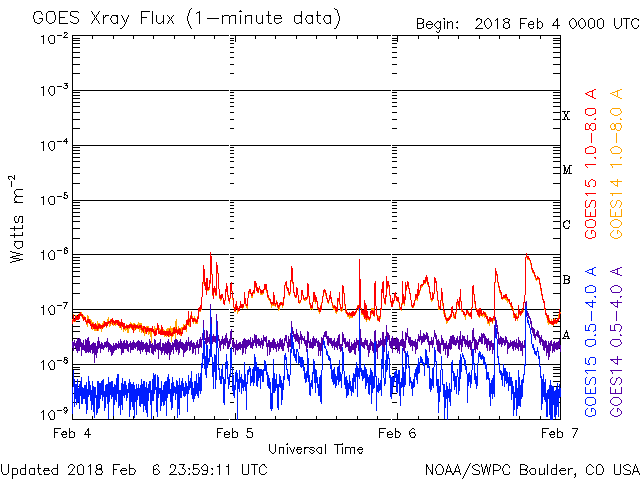 GOES Xray Flux (1-minute data)
Begin: 2018 Feb 4 0000 UTC
10-2
10-3
10-4
10-5
10-6
10-7
10-8
10-9
Watts m-2
X
M
C
B
A
GOES15 1.0-8.0 A
GOES14 1.0-8.0 A
GOES15 0.5-4.0 A
GOES14 0.5-4.0 A
Feb 4
Feb 5
Feb 6
Feb 7
Universal Time
Updated 2018 Feb 6 23:59:11 UTC
NOAA/SWPC Boulder, CO USA